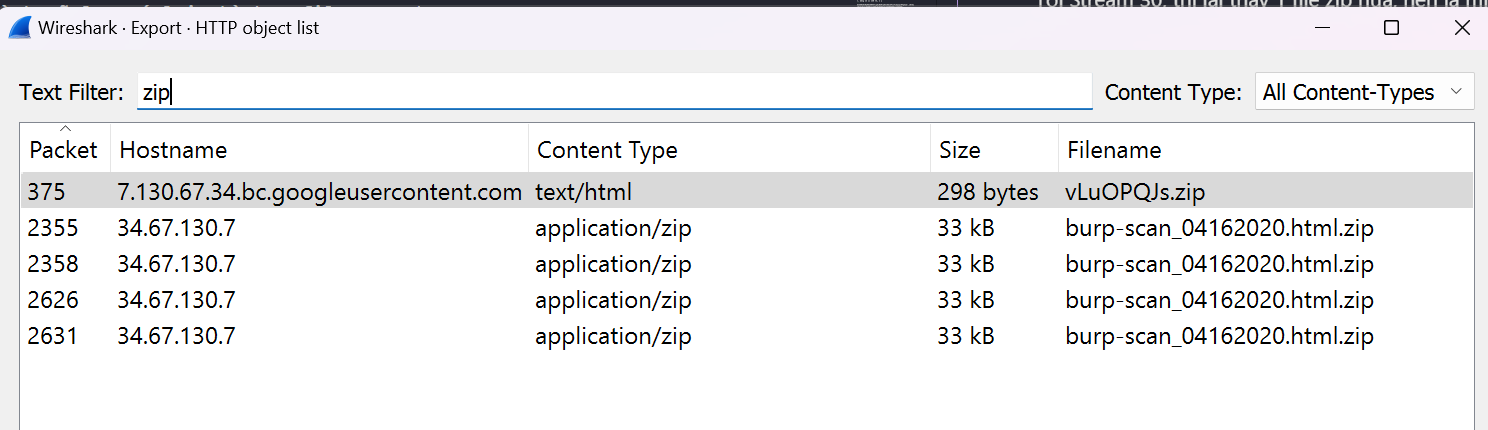 Wireshark · Export · HTTP object list
Text Filter: zip Content Type: All Content-Types
Packet Hostname Content Type Size Filename
375 7.130.67.34.bc.googleusercontent.com text/html 298 bytes vLuOPQJs.zip
2355 34.67.130.7 application/zip 33 kB burp-scan_04162020.html.zip
2358 34.67.130.7 application/zip 33 kB burp-scan_04162020.html.zip
2626 34.67.130.7 application/zip 33 kB burp-scan_04162020.html.zip
2631 34.67.130.7 application/zip 33 kB burp-scan_04162020.html.zip